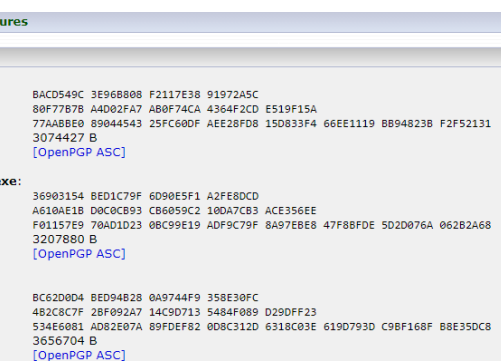 ures
BACD549C 3E96B808 F2117E38 91972A5C
80F77B7B A4D02FA7 AB0F74CA 4364F2CD E519F15A
77AABBE0 89044543 25FC60DF AEE28FD8 15D833F4 66EE1119 BB94823B F2F52131
3074427 B
[OpenPGP ASC]
exe:
36903154 BED1C79F 6D90E5F1 A2FE8DCD
A610AE1B D0C0CB93 CB6059C2 10DA7CB3 ACE356EE
F01157E9 70AD1D23 0BC99E19 ADF9C79F 8A97EBE8 47F8BFDE 5D2D076A 062B2A68
3207880 B
[OpenPGP ASC]
BC62D0D4 BED94B28 0A9744F9 358E30FC
4B2C8C7F 2BF092A7 14C9D713 5484F089 D29DFF23
534E6081 AD82E07A 89FDEF82 0D8C312D 6318C03E 619D793D C9BF168F B8E35DC8
3656704 B
[OpenPGP ASC]